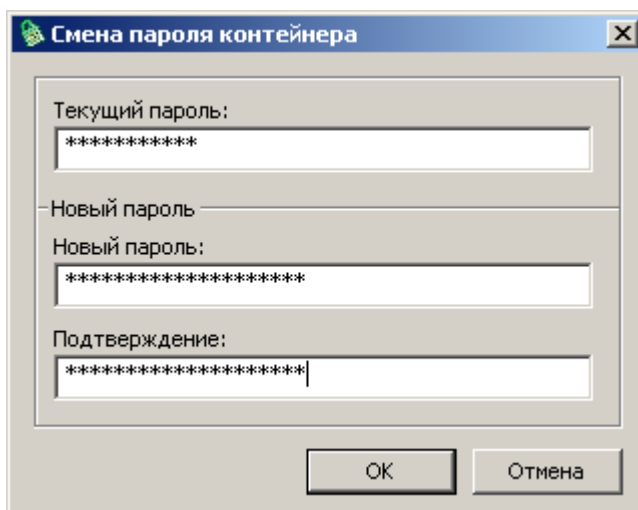 Смена пароля контейнера
Текущий пароль:
***********
Новый пароль
Новый пароль:
********************
Подтверждение:
********************
OK
Отмена